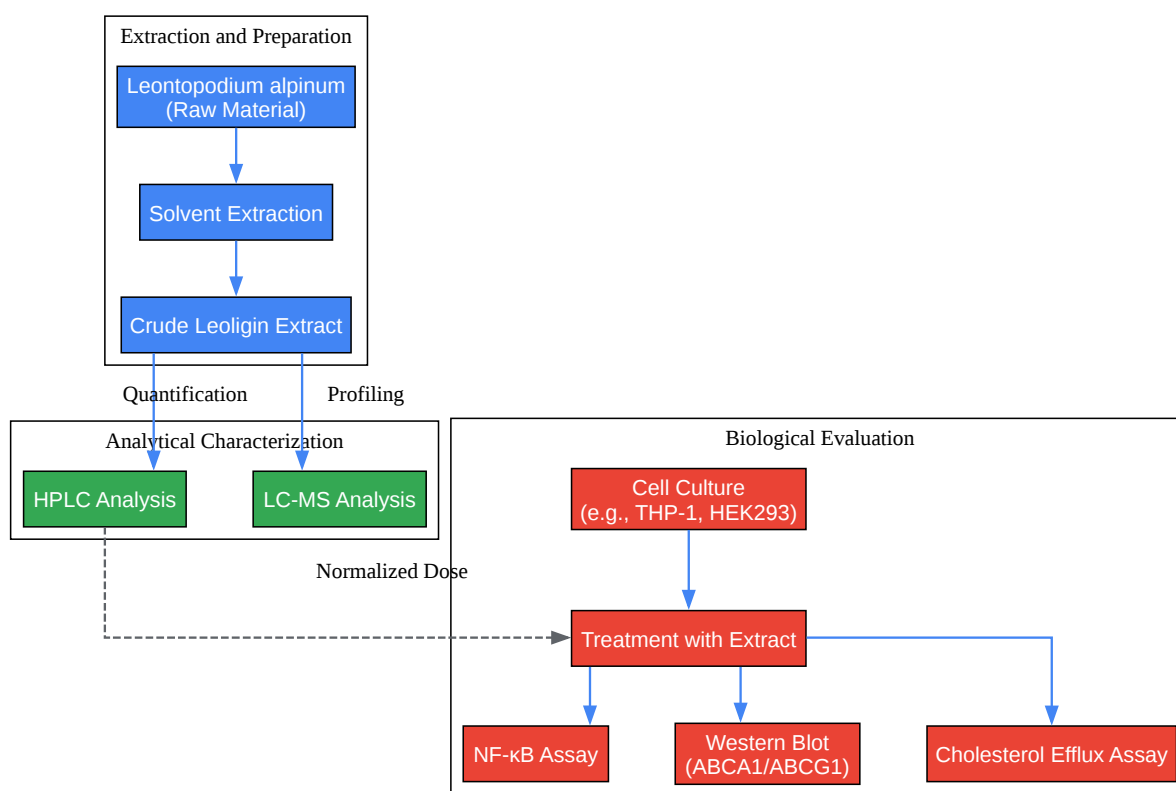 Extraction and Preparation
Leontopodium alpinum
(Raw Material)
Solvent Extraction
Crude Leoligin Extract
Quantification
Profiling
Analytical Characterization
HPLC Analysis
LC-MS Analysis
Normalized Dose
Biological Evaluation
Cell Culture
(e.g., THP-1, HEK293)
Treatment with Extract
NF-κB Assay
Western Blot
(ABCA1/ABCG1)
Cholesterol Efflux Assay